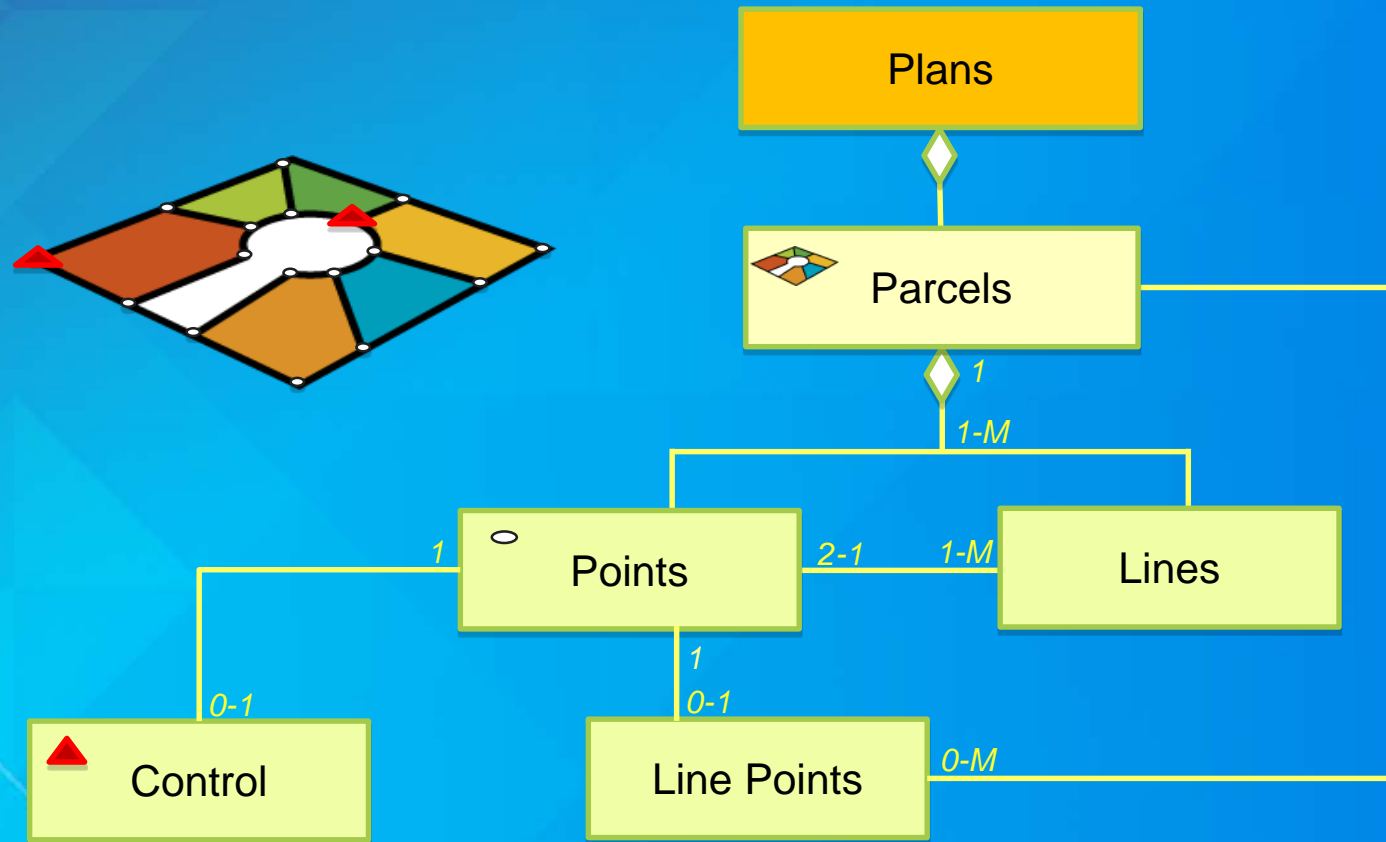 Plans
Parcels
1
1-M
1
Points
2-1
1-M
Lines
1
0-1
0-1
Control
Line Points
0-M